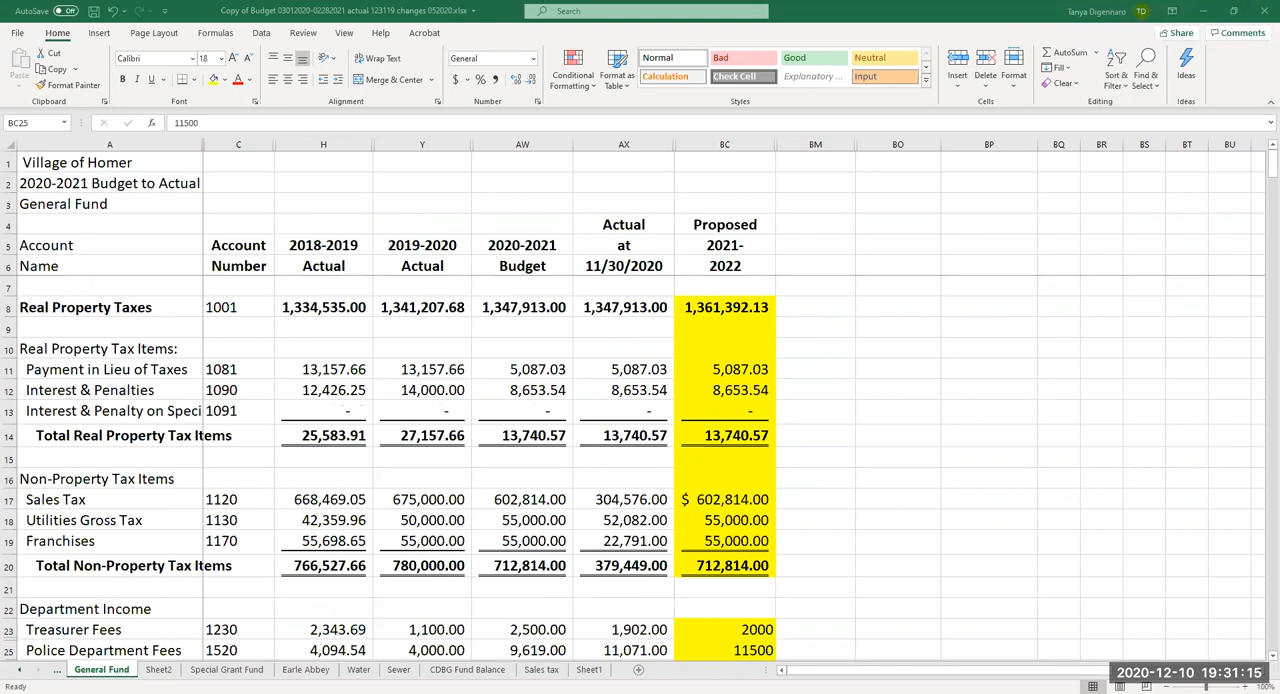 AutoSave Off Copy of Budget 03012020-02282021 actual 123119 changes 052020.xlsx Search Tanya Digennaro TD
File Home Insert Page Layout Formulas Data Review View Help Acrobat Share Comments
Paste Cut Copy Format Painter Calibri 18 B I U Wrap Text Merge & Center General $ % Conditional Formatting Format as Table Normal Bad Good Neutral Calculation Check Cell Explanatory ... Input Insert Delete Format AutoSum Fill Clear Sort & Filter Find & Select Ideas
Clipboard Font Alignment Number Styles Cells Editing Ideas
BC25 fx 11500
A C H Y AW AX BC BM BO BP BQ BR BS BT BU
1 Village of Homer
2 2020-2021 Budget to Actual
3 General Fund
4 Actual Proposed
5 Account Account 2018-2019 2019-2020 2020-2021 at 2021-
6 Name Number Actual Actual Budget 11/30/2020 2022
7
8 Real Property Taxes 1001 1,334,535.00 1,341,207.68 1,347,913.00 1,347,913.00 1,361,392.13
9
10 Real Property Tax Items:
11 Payment in Lieu of Taxes 1081 13,157.66 13,157.66 5,087.03 5,087.03 5,087.03
12 Interest & Penalties 1090 12,426.25 14,000.00 8,653.54 8,653.54 8,653.54
13 Interest & Penalty on Speci 1091 - - - - -
14 Total Real Property Tax Items 25,583.91 27,157.66 13,740.57 13,740.57 13,740.57
15
16 Non-Property Tax Items
17 Sales Tax 1120 668,469.05 675,000.00 602,814.00 304,576.00 $ 602,814.00
18 Utilities Gross Tax 1130 42,359.96 50,000.00 55,000.00 52,082.00 55,000.00
19 Franchises 1170 55,698.65 55,000.00 55,000.00 22,791.00 55,000.00
20 Total Non-Property Tax Items 766,527.66 780,000.00 712,814.00 379,449.00 712,814.00
21
22 Department Income
23 Treasurer Fees 1230 2,343.69 1,100.00 2,500.00 1,902.00 2000
25 Police Department Fees 1520 4,094.54 4,000.00 9,619.00 11,071.00 11500
... General Fund Sheet2 Special Grant Fund Earle Abbey Water Sewer CDBG Fund Balance Sales tax Sheet1
2020-12-10 19:31:15
Ready 100%